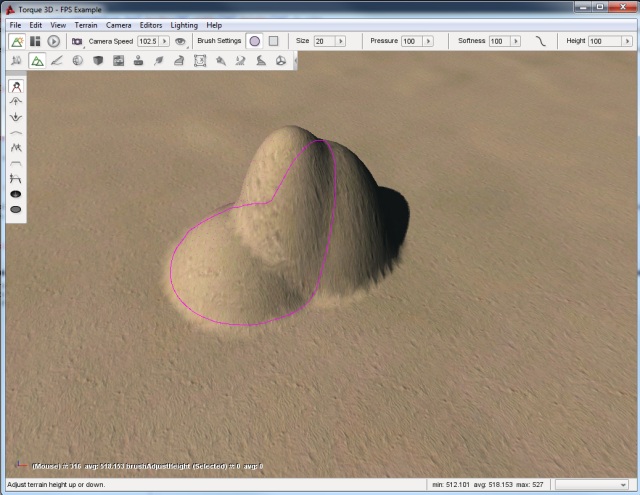 Torque 3D - FPS Example
File Edit View Terrain Camera Editors Lighting Help
Camera Speed 102.5 Brush Settings Size 20 Pressure 100 Softness 100 Height 100
(Mouse) #: 316 avg: 518.153 brushAdjustHeight (Selected) #: 0 avg: 0
Adjust terrain height up or down.
min: 512.101 avg: 518.153 max: 527